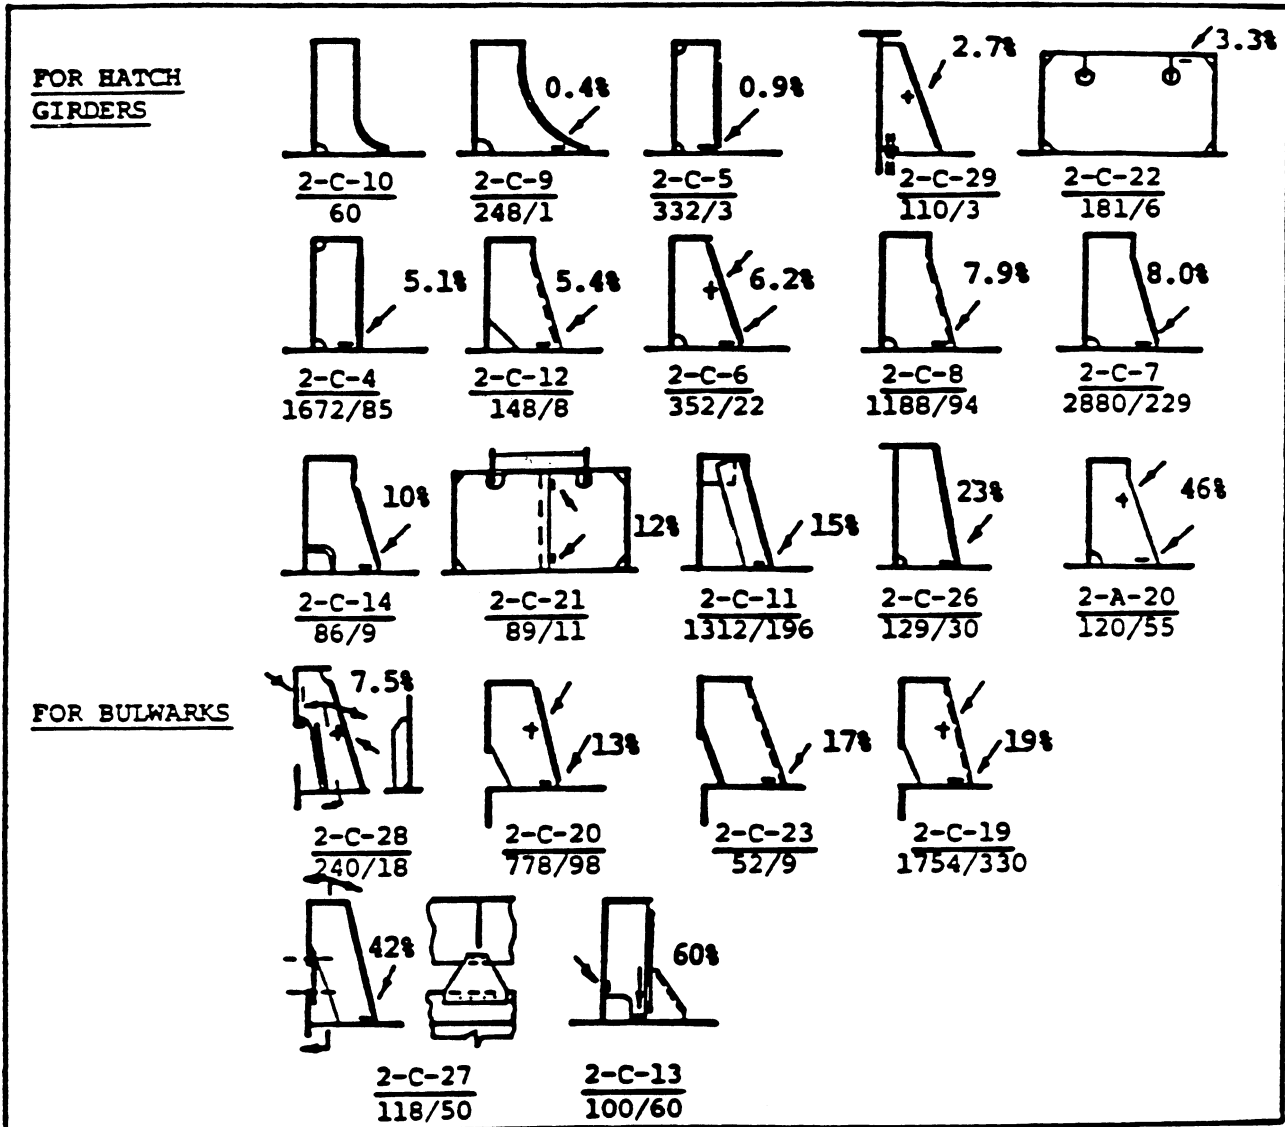 FOR HATCH
GIRDERS
0.4%
0.9%
2.7%
3.3%
2-C-10
60
2-C-9
248/1
2-C-5
332/3
2-C-29
110/3
2-C-22
181/6
5.1%
5.4%
6.2%
7.9%
8.0%
2-C-4
1672/85
2-C-12
148/8
2-C-6
352/22
2-C-8
1188/94
2-C-7
2880/229
10%
12%
15%
23%
46%
2-C-14
86/9
2-C-21
89/11
2-C-11
1312/196
2-C-26
129/30
2-A-20
120/55
FOR BULWARKS
7.5%
13%
17%
19%
2-C-28
240/18
2-C-20
778/98
2-C-23
52/9
2-C-19
1754/330
42%
60%
2-C-27
118/50
2-C-13
100/60